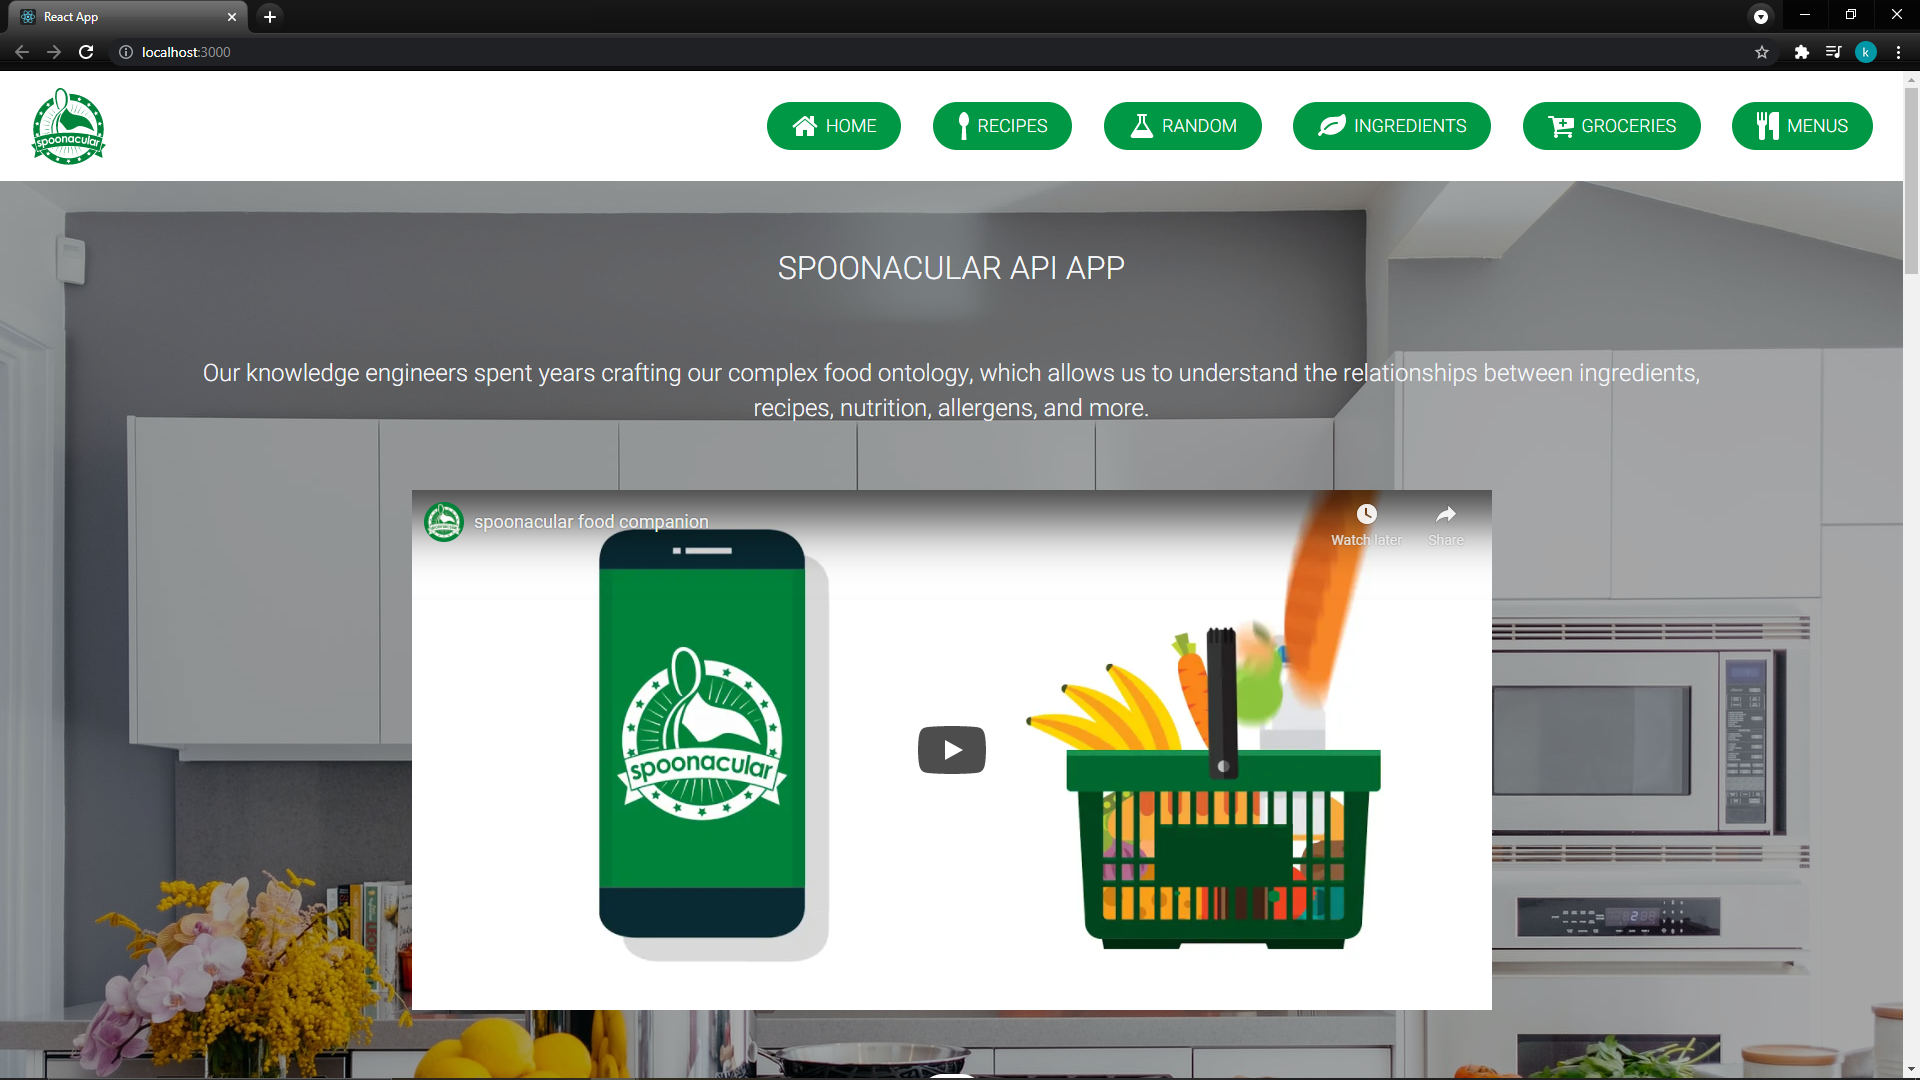 React App
localhost:3000
k
spoonacular
HOME
RECIPES
RANDOM
INGREDIENTS
GROCERIES
MENUS
SPOONACULAR API APP
Our knowledge engineers spent years crafting our complex food ontology, which allows us to understand the relationships between ingredients,
recipes, nutrition, allergens, and more.
spoonacular food companion
Watch later
Share
spoonacular